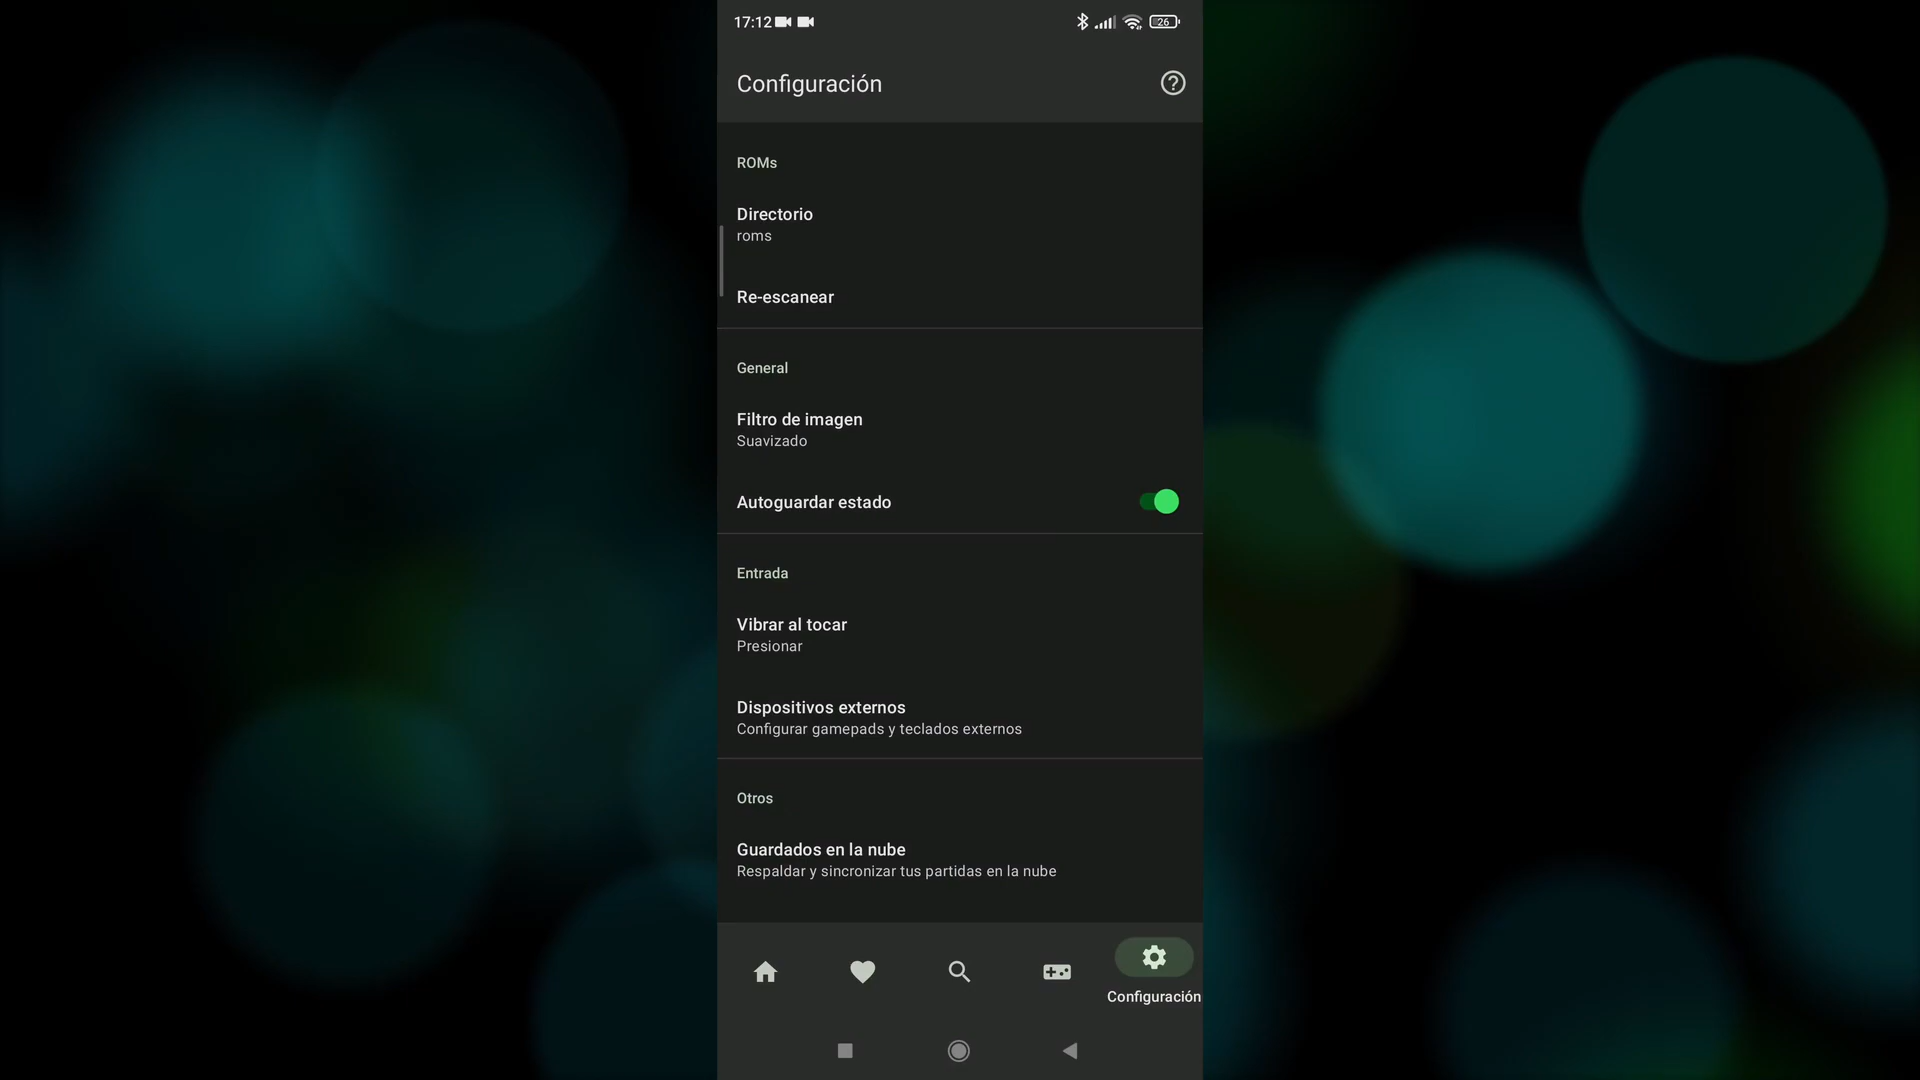 17:12
26
Configuración
ROMs
Directorio
roms
Re-escanear
General
Filtro de imagen
Suavizado
Autoguardar estado
Entrada
Vibrar al tocar
Presionar
Dispositivos externos
Configurar gamepads y teclados externos
Otros
Guardados en la nube
Respaldar y sincronizar tus partidas en la nube
Configuración